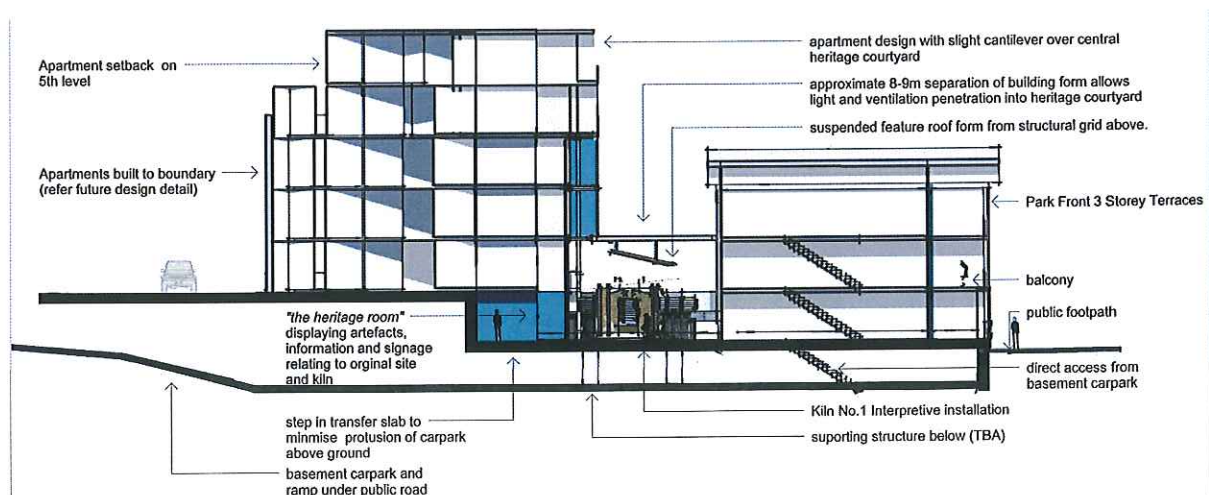 Apartment setback on
5th level
Apartments built to boundary
(refer future design detail)
"the heritage room"
displaying artefacts,
information and signage
relating to orginal site
and kiln
step in transfer slab to
minmise protusion of carpark
above ground
basement carpark and
ramp under public road
apartment design with slight cantilever over central
heritage courtyard
approximate 8-9m separation of building form allows
light and ventilation penetration into heritage courtyard
suspended feature roof form from structural grid above.
Park Front 3 Storey Terraces
balcony
public footpath
direct access from
basement carpark
Kiln No.1 Interpretive installation
suporting structure below (TBA)